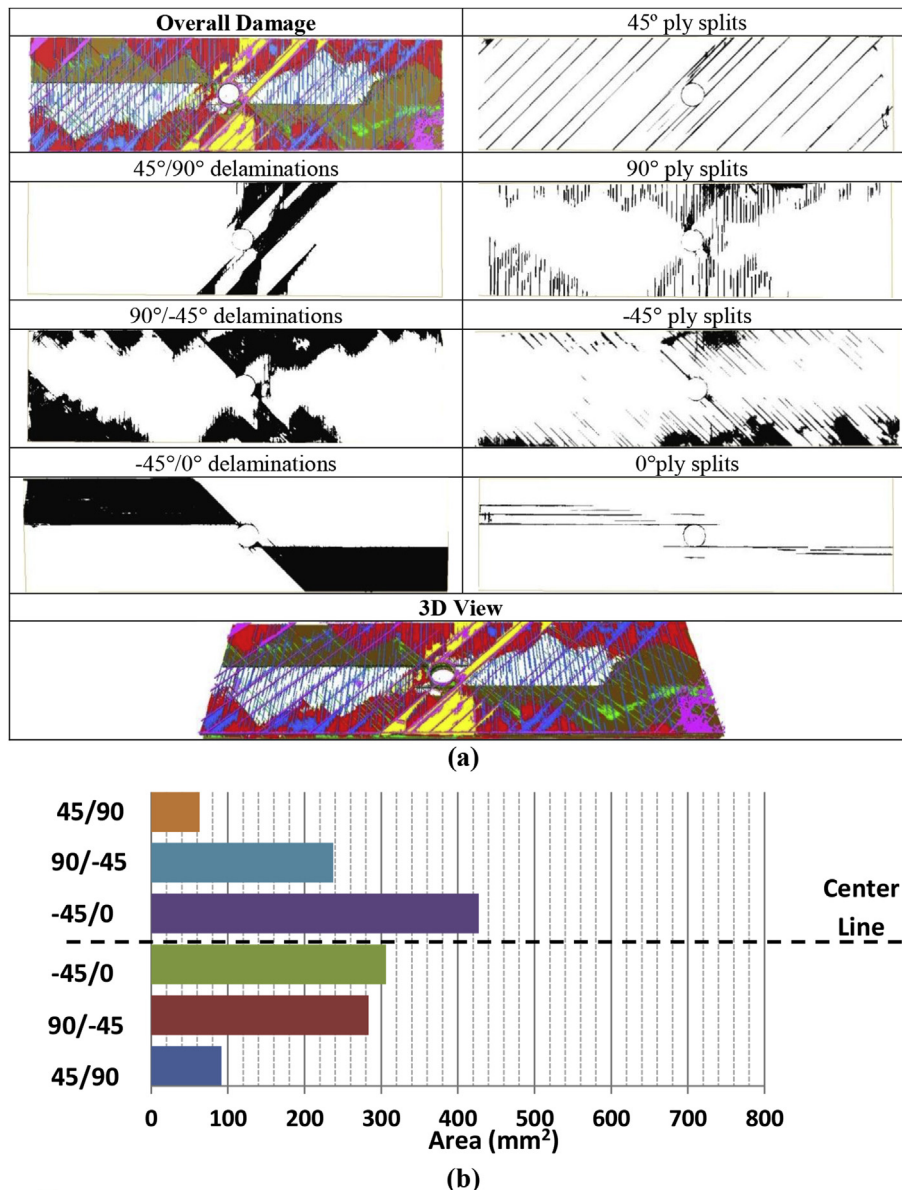 Overall Damage
45º ply splits
45°/90° delaminations
90° ply splits
90°/-45° delaminations
-45° ply splits
-45°/0° delaminations
0°ply splits
3D View
(a)
45/90
90/-45
-45/0
Center
Line
-45/0
90/-45
45/90
0 100 200 300 400 500 600 700 800
Area (mm²)
(b)